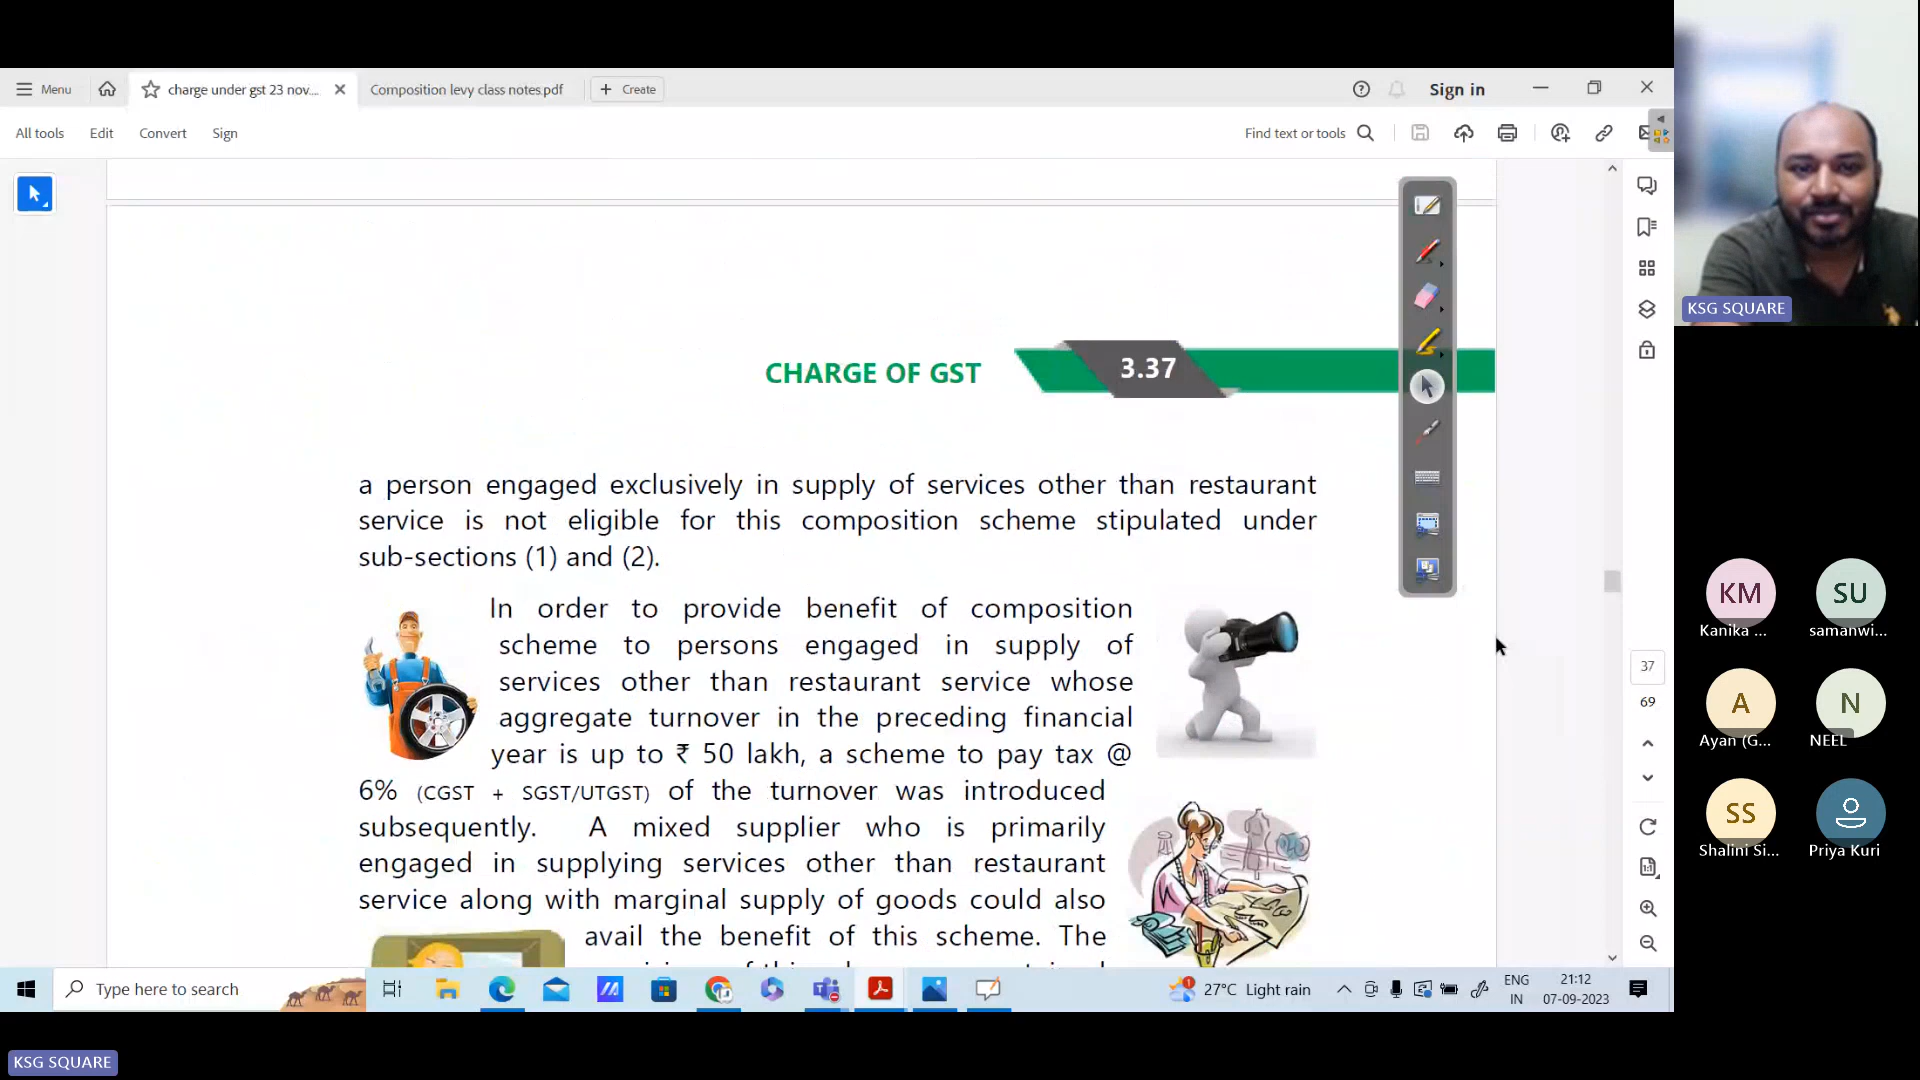 Menu
charge under gst 23 nov....
Composition levy class notes.pdf
Create
Sign in
All tools
Edit
Convert
Sign
Find text or tools
CHARGE OF GST
3.37
a person engaged exclusively in supply of services other than restaurant
service is not eligible for this composition scheme stipulated under
sub-sections (1) and (2).
In order to provide benefit of composition
scheme to persons engaged in supply of
services other than restaurant service whose
aggregate turnover in the preceding financial
year is up to ₹ 50 lakh, a scheme to pay tax @
6% (CGST + SGST/UTGST) of the turnover was introduced
subsequently. A mixed supplier who is primarily
engaged in supplying services other than restaurant
service along with marginal supply of goods could also
avail the benefit of this scheme. The
37
69
KSG SQUARE
KM
Kanika ...
SU
samanwi...
A
Ayan (G...
N
NEEL
SS
Shalini Si...
Priya Kuri
Type here to search
27°C Light rain
ENG
IN
21:12
07-09-2023
KSG SQUARE